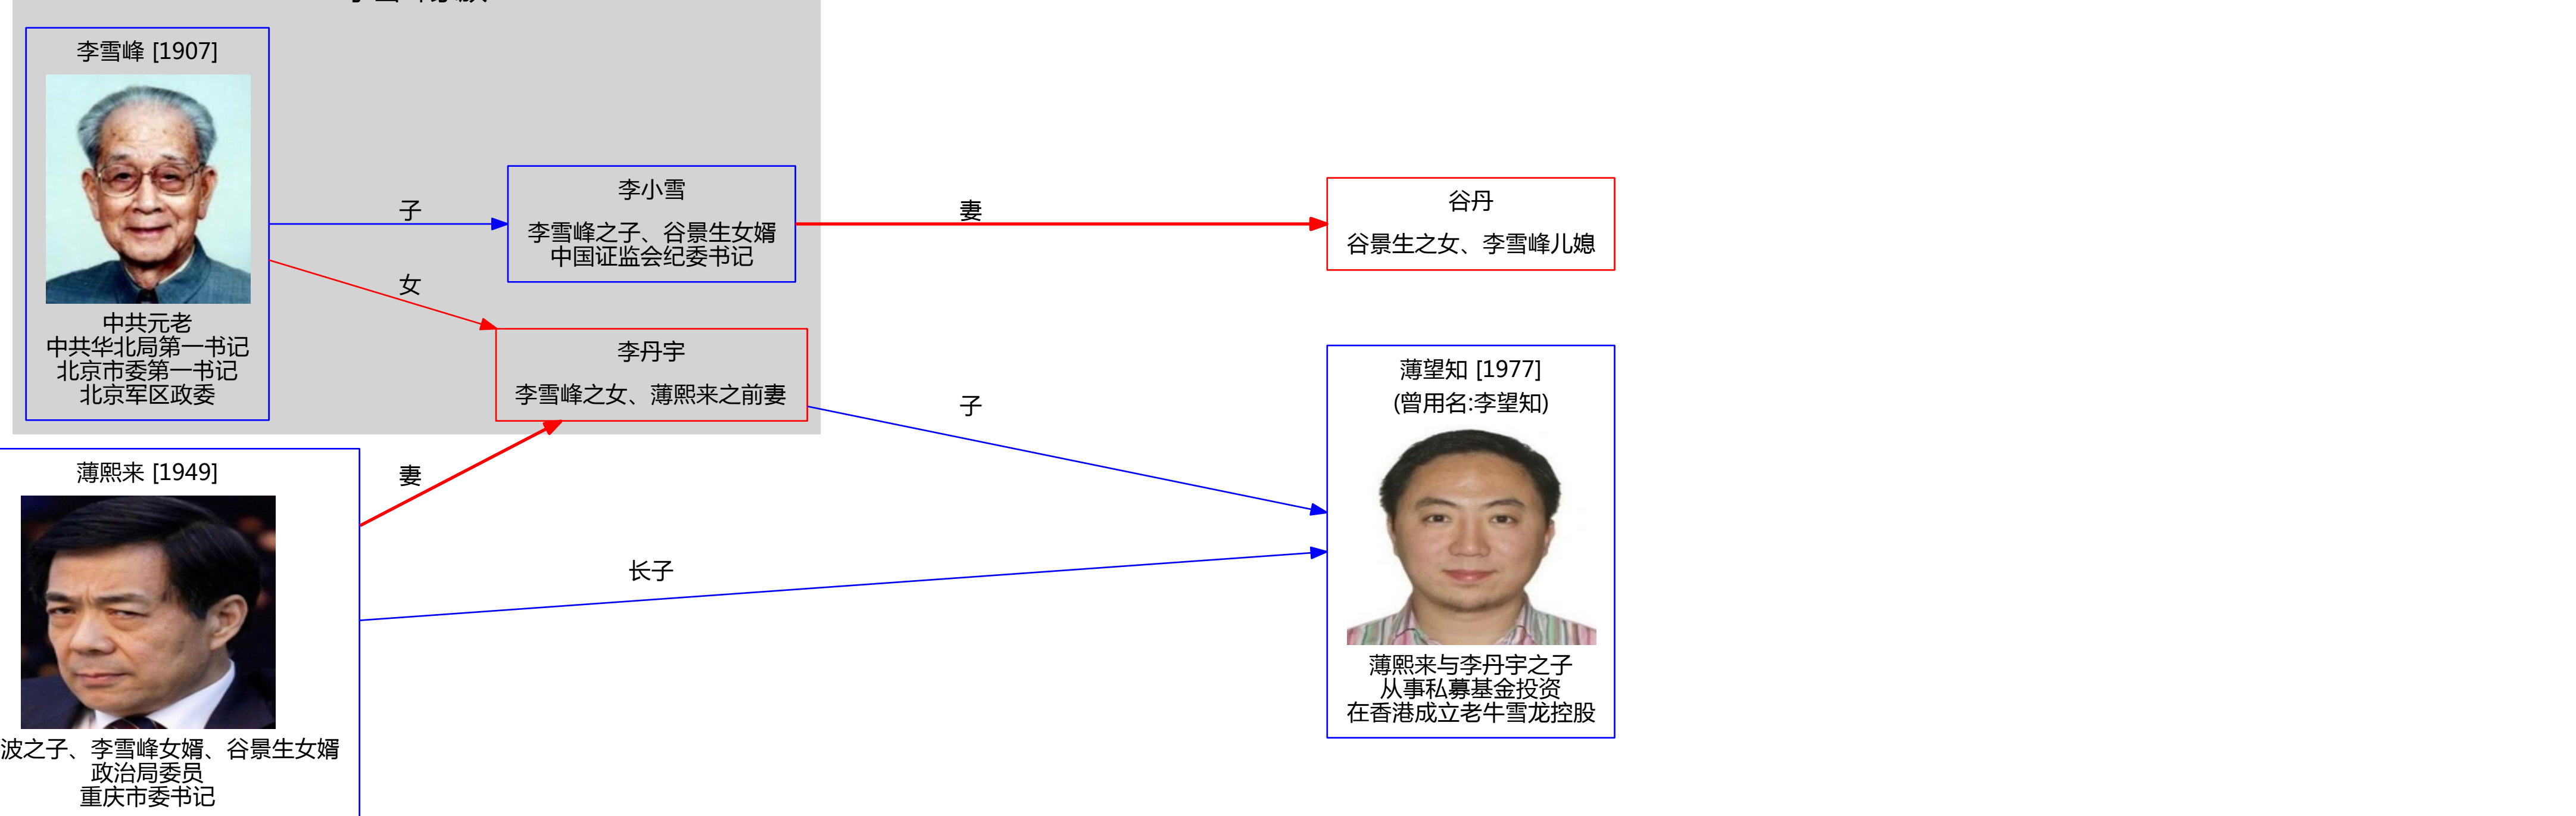 李雪峰 [1907]
中共元老
中共华北局第一书记
北京市委第一书记
北京军区政委
子
女
李小雪
李雪峰之子、谷景生女婿
中国证监会纪委书记
李丹宇
李雪峰之女、薄熙来之前妻
妻
谷丹
谷景生之女、李雪峰儿媳
子
薄望知 [1977]
(曾用名:李望知)
薄熙来与李丹宇之子
从事私募基金投资
在香港成立老牛雪龙控股
薄熙来 [1949]
波之子、李雪峰女婿、谷景生女婿
政治局委员
重庆市委书记
妻
长子